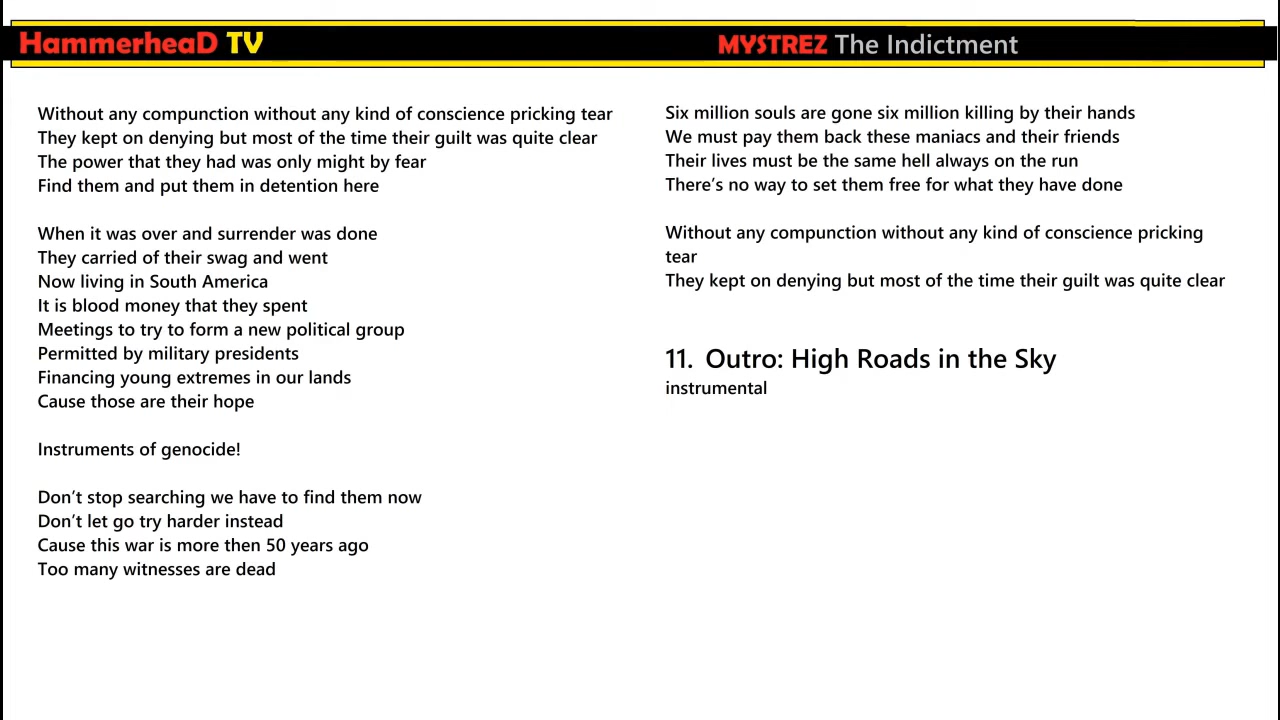 HammerheaD TV
MYSTREZ The Indictment
Without any compunction without any kind of conscience pricking tear
They kept on denying but most of the time their guilt was quite clear
The power that they had was only might by fear
Find them and put them in detention here
When it was over and surrender was done
They carried of their swag and went
Now living in South America
It is blood money that they spent
Meetings to try to form a new political group
Permitted by military presidents
Financing young extremes in our lands
Cause those are their hope
Instruments of genocide!
Don't stop searching we have to find them now
Don't let go try harder instead
Cause this war is more then 50 years ago
Too many witnesses are dead
Six million souls are gone six million killing by their hands
We must pay them back these maniacs and their friends
Their lives must be the same hell always on the run
There's no way to set them free for what they have done
Without any compunction without any kind of conscience pricking
tear
They kept on denying but most of the time their guilt was quite clear
11. Outro: High Roads in the Sky
instrumental